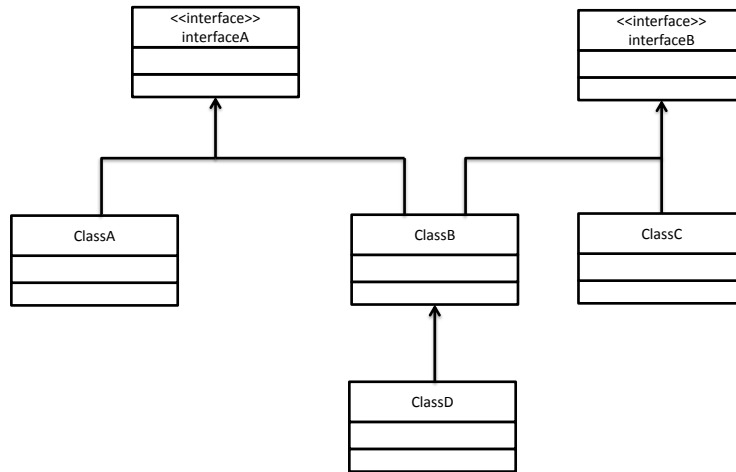 <<interface>>
interfaceA
<<interface>>
interfaceB
ClassA
ClassB
ClassC
ClassD